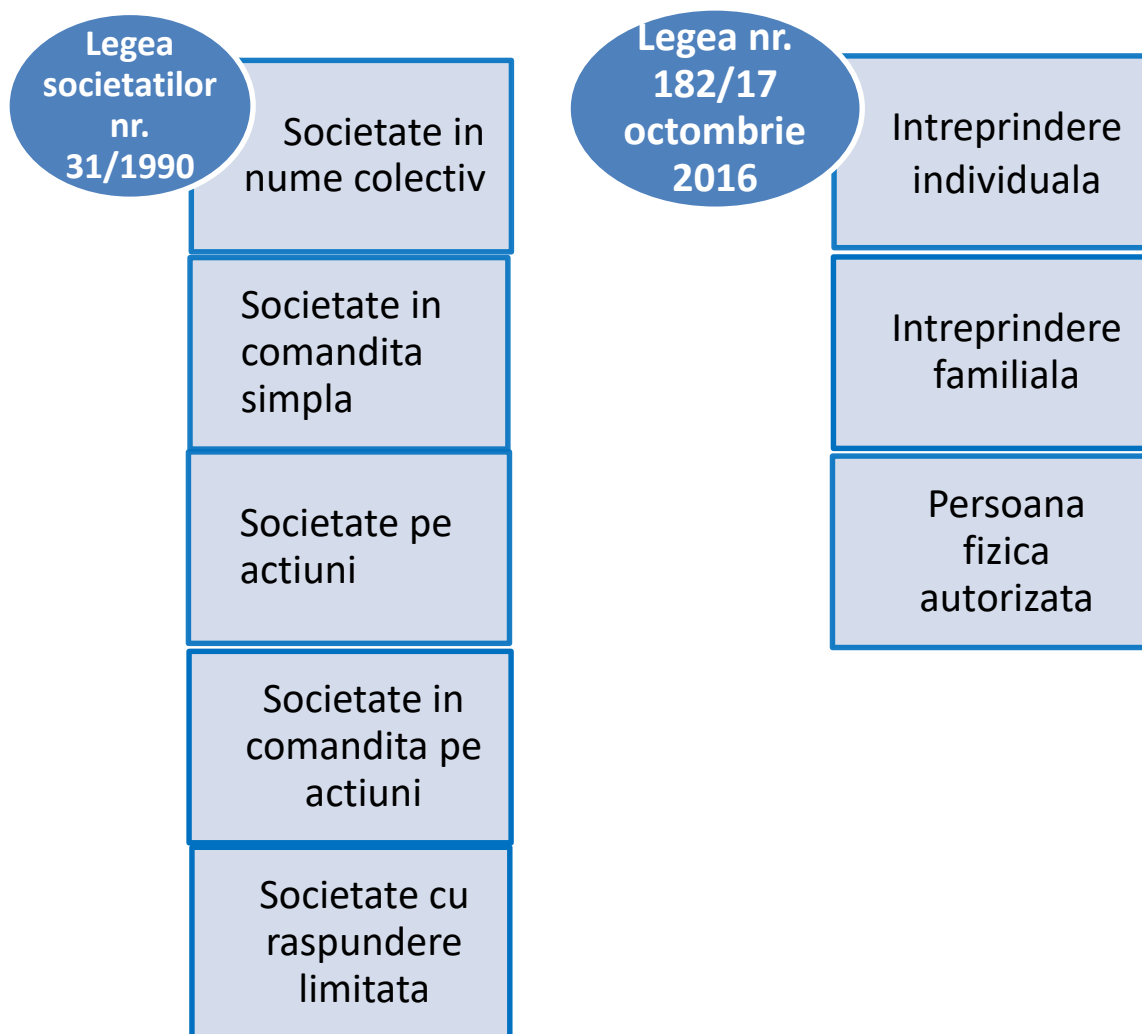 Legea
societatilor
nr.
31/1990
Societate in
nume colectiv
Societate in
comandita
simpla
Societate pe
actiuni
Societate in
comandita pe
actiuni
Societate cu
raspundere
limitata
Legea nr.
182/17
octombrie
2016
Intreprindere
individuala
Intreprindere
familiala
Persoana
fizica
autorizata